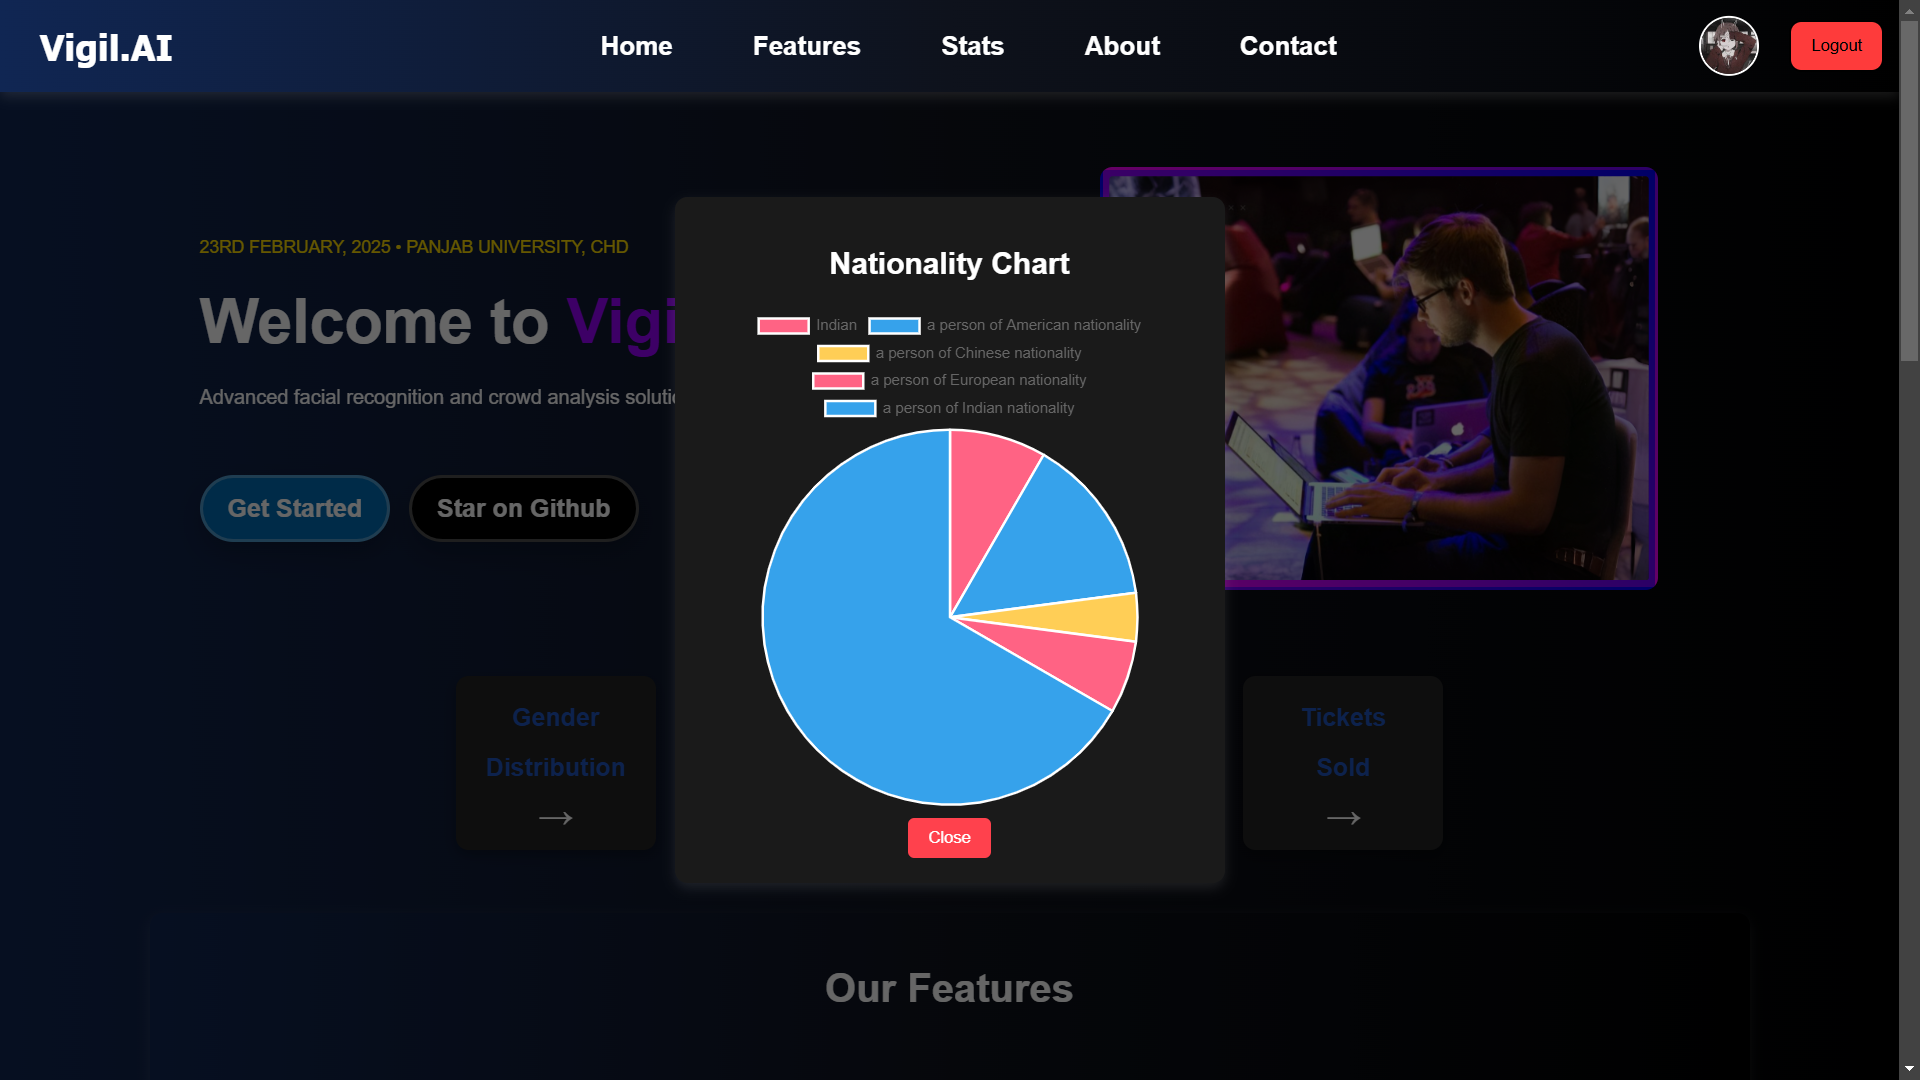 Vigil.AI
Home
Features
Stats
About
Contact
Logout
23RD FEBRUARY, 2025 • PANJAB UNIVERSITY, CHD
Welcome to Vigi
Advanced facial recognition and crowd analysis soluti
Get Started
Star on Github
Nationality Chart
Indian
a person of American nationality
a person of Chinese nationality
a person of European nationality
a person of Indian nationality
Close
Gender
Distribution
→
Tickets
Sold
→
Our Features